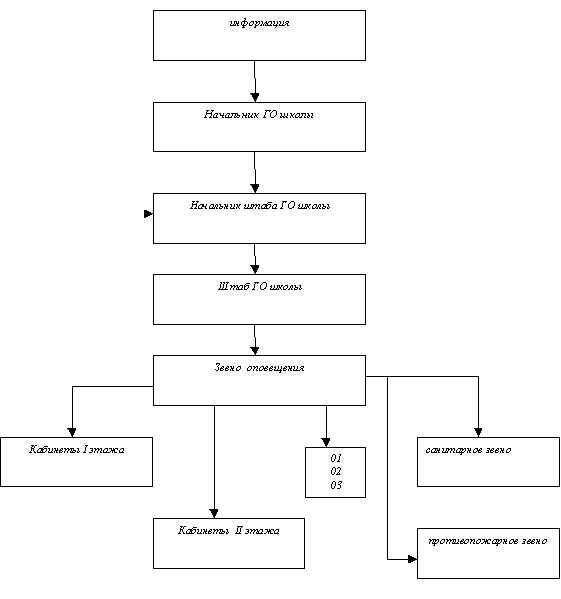 информация
Начальник ГО школы
Начальник штаба ГО школы
Штаб ГО школы
Звено оповещения
Кабинеты I этажа
01
02
03
санитарное звено
Кабинеты II этажа
противопожарное звено